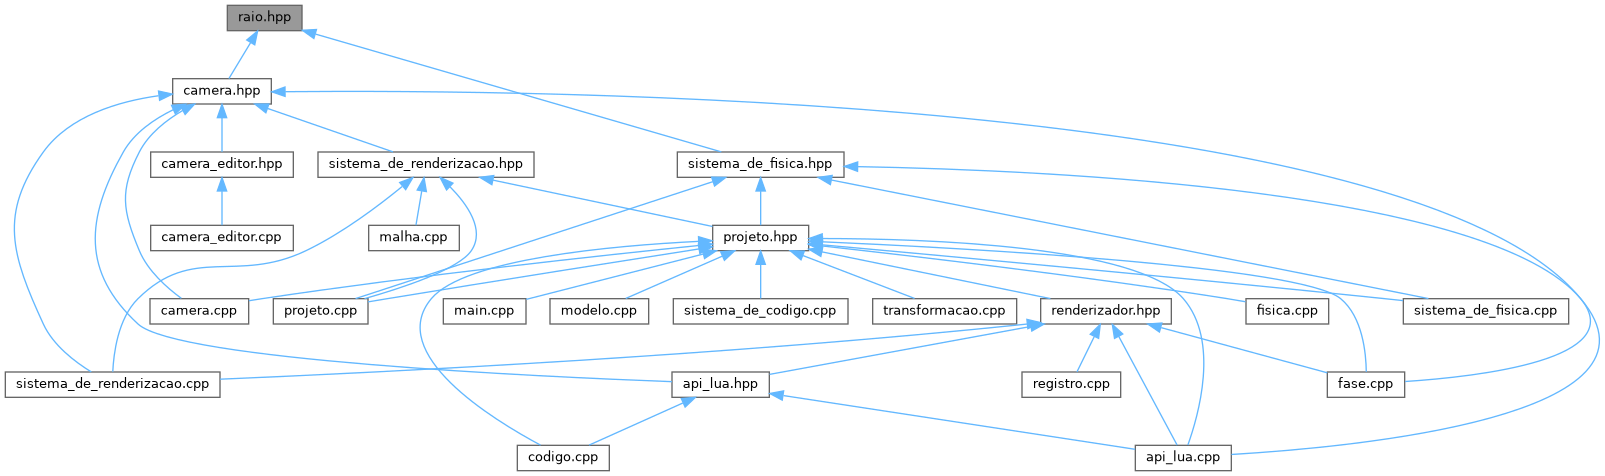 raio.hpp
camera.hpp
camera_editor.hpp
sistema_de_renderizacao.hpp
sistema_de_fisica.hpp
camera_editor.cpp
malha.cpp
projeto.hpp
camera.cpp
projeto.cpp
main.cpp
modelo.cpp
sistema_de_codigo.cpp
transformacao.cpp
renderizador.hpp
fisica.cpp
sistema_de_fisica.cpp
sistema_de_renderizacao.cpp
api_lua.hpp
registro.cpp
fase.cpp
codigo.cpp
api_lua.cpp